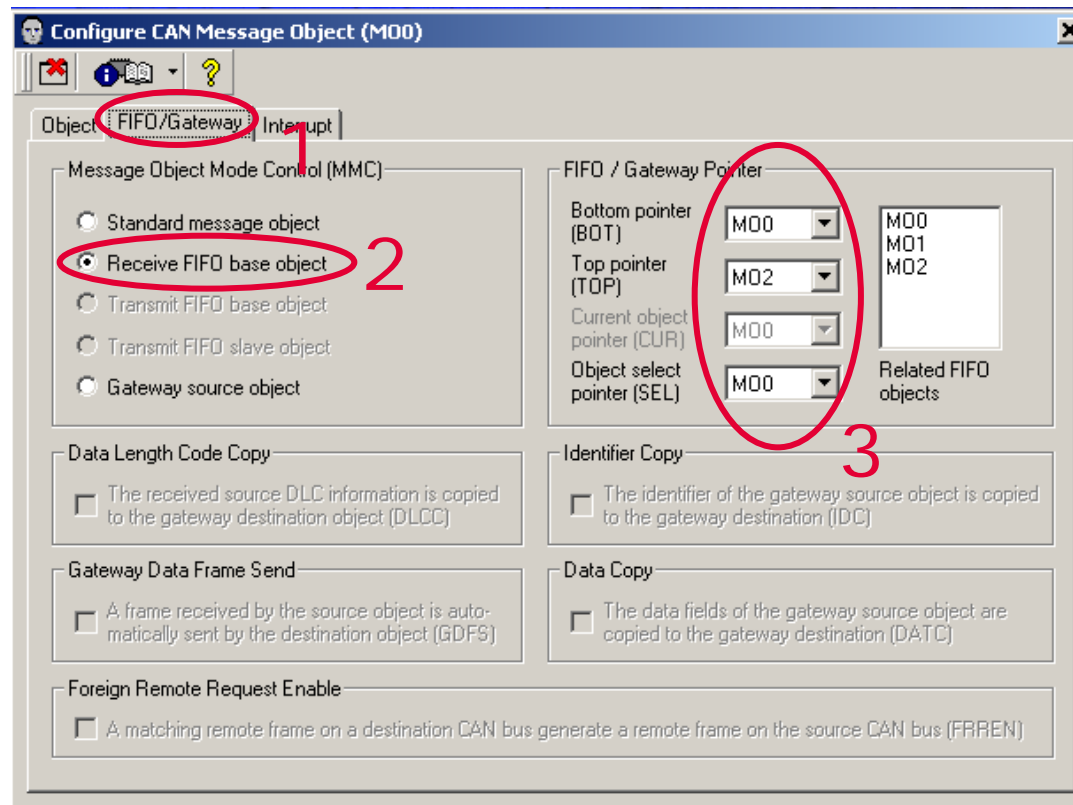 Configure CAN Message Object (MO0)
Object FIFO/Gateway Interrupt
1
Message Object Mode Control (MMC)
Standard message object
Receive FIFO base object
2
Transmit FIFO base object
Transmit FIFO slave object
Gateway source object
FIFO / Gateway Pointer
Bottom pointer
(BOT)
MO0
Top pointer
(TOP)
MO2
Current object
pointer (CUR)
MO0
Object select
pointer (SEL)
MO0
MO0
MO1
MO2
Related FIFO
objects
3
Data Length Code Copy
The received source DLC information is copied
to the gateway destination object (DLCC)
Identifier Copy
The identifier of the gateway source object is copied
to the gateway destination (IDC)
Gateway Data Frame Send
A frame received by the source object is auto-
matically sent by the destination object (GDFS)
Data Copy
The data fields of the gateway source object are
copied to the gateway destination (DATC)
Foreign Remote Request Enable
A matching remote frame on a destination CAN bus generate a remote frame on the source CAN bus (FRREN)